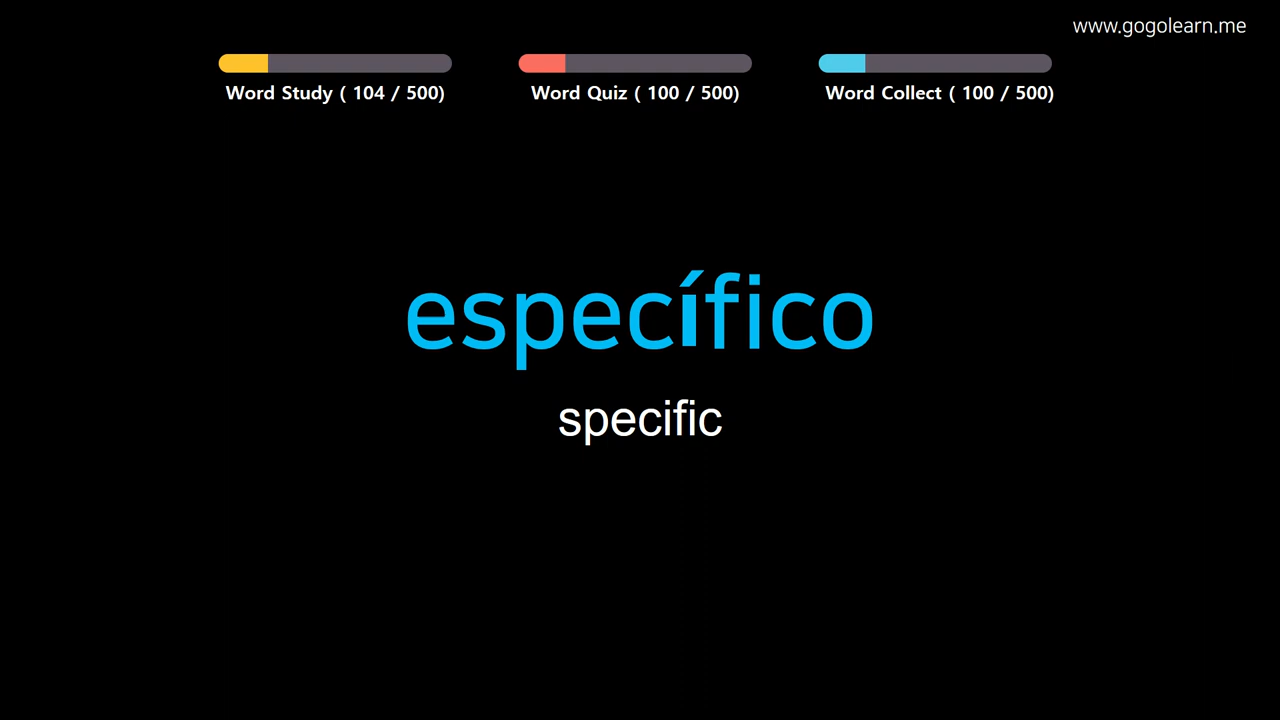 www.gogolearn.me
Word Study ( 104 / 500)
Word Quiz ( 100 / 500)
Word Collect ( 100 / 500)
específico
specific